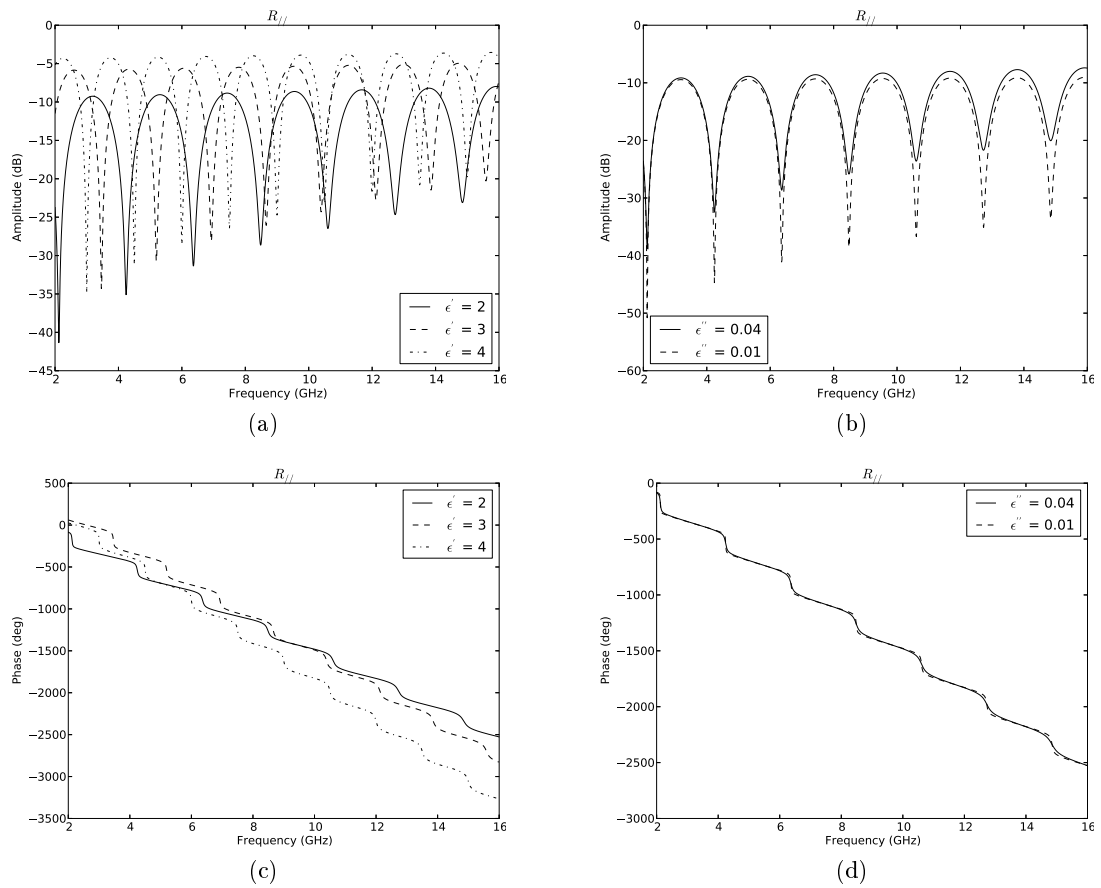 R//
0
−5
−10
−15
−20
−25
−30
−35
−40
−45
Amplitude (dB)
2 4 6 8 10 12 14 16
Frequency (GHz)
ϵ′ = 2
ϵ′ = 3
ϵ′ = 4
(a)
R//
0
−10
−20
−30
−40
−50
−60
Amplitude (dB)
2 4 6 8 10 12 14 16
Frequency (GHz)
ϵ′′ = 0.04
ϵ′′ = 0.01
(b)
R//
500
0
−500
−1000
−1500
−2000
−2500
−3000
−3500
Phase (deg)
2 4 6 8 10 12 14 16
Frequency (GHz)
ϵ′ = 2
ϵ′ = 3
ϵ′ = 4
(c)
R//
0
−500
−1000
−1500
−2000
−2500
−3000
Phase (deg)
2 4 6 8 10 12 14 16
Frequency (GHz)
ϵ′′ = 0.04
ϵ′′ = 0.01
(d)